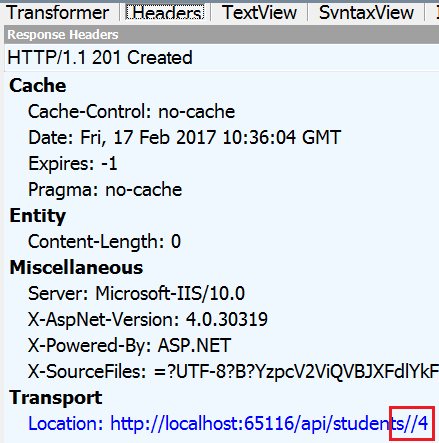 Transformer Headers TextView SyntaxView
Response Headers
HTTP/1.1 201 Created
Cache
Cache-Control: no-cache
Date: Fri, 17 Feb 2017 10:36:04 GMT
Expires: -1
Pragma: no-cache
Entity
Content-Length: 0
Miscellaneous
Server: Microsoft-IIS/10.0
X-AspNet-Version: 4.0.30319
X-Powered-By: ASP.NET
X-SourceFiles: =?UTF-8?B?YzpcV2ViQVBJXFdlYkF
Transport
Location: http://localhost:65116/api/students//4